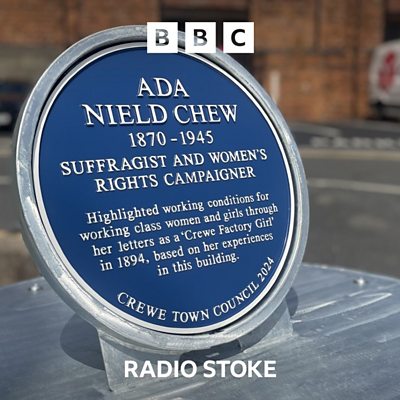 BBC
ADA
NIELD CHEW
1870 - 1945
SUFFRAGIST AND WOMEN'S
RIGHTS CAMPAIGNER
Highlighted working conditions for
working class women and girls through
her letters as a 'Crewe Factory Girl'
in 1894, based on her experiences
in this building.
CREWE TOWN COUNCIL 2024
RADIO STOKE